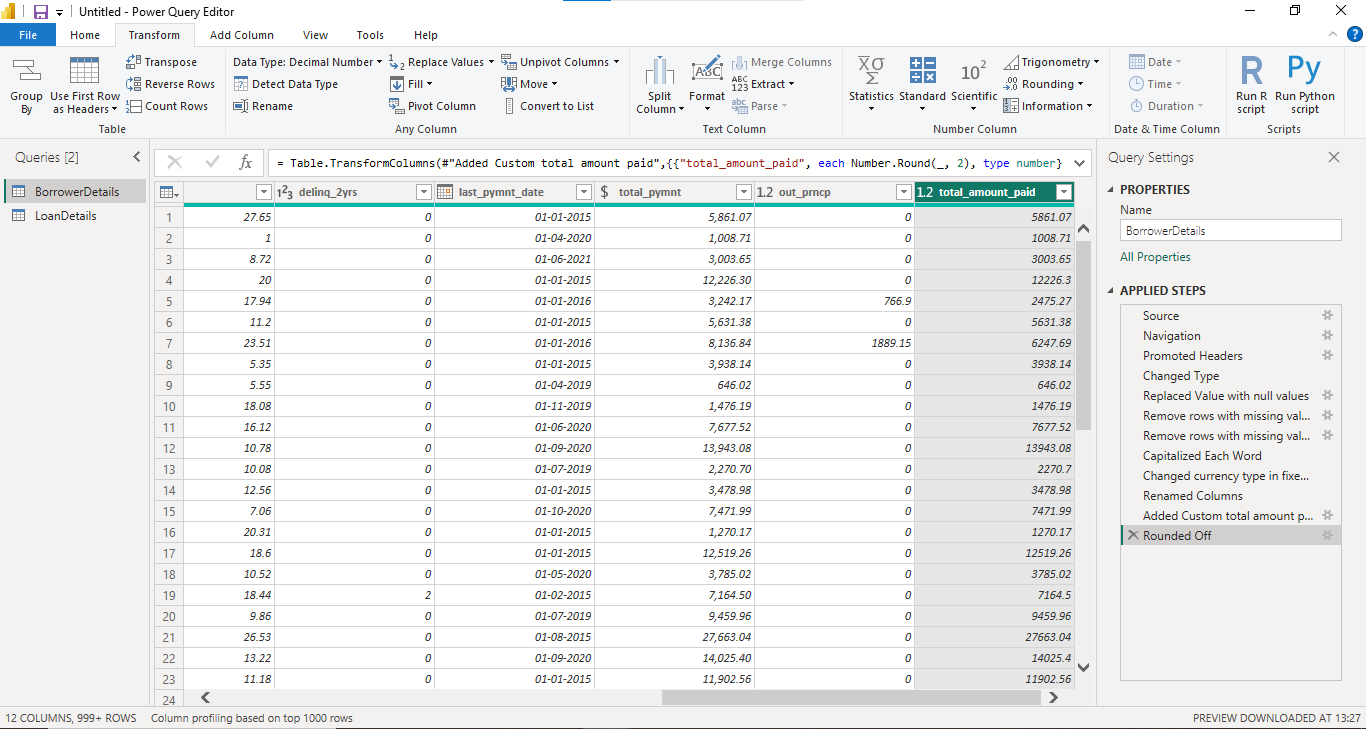 Untitled - Power Query Editor
File Home Transform Add Column View Tools Help
Group By
Use First Row as Headers
Transpose
Reverse Rows
Count Rows
Table
Data Type: Decimal Number
Detect Data Type
Rename
Replace Values
Fill
Pivot Column
Unpivot Columns
Move
Convert to List
Any Column
Split Column
Format
Merge Columns
Extract
Parse
Text Column
Statistics
Standard
Scientific
Trigonometry
Rounding
Information
Number Column
Date
Time
Duration
Date & Time Column
Run R script
Run Python script
Scripts
Queries [2]
BorrowerDetails
LoanDetails
= Table.TransformColumns(#"Added Custom total amount paid",{{"total_amount_paid", each Number.Round(_, 2), type number}
delinq_2yrs last_pymnt_date $ total_pymnt 1.2 out_prncp 1.2 total_amount_paid
1 27.65 0 01-01-2015 5,861.07 0 5861.07
2 1 0 01-04-2020 1,008.71 0 1008.71
3 8.72 0 01-06-2021 3,003.65 0 3003.65
4 20 0 01-01-2015 12,226.30 0 12226.3
5 17.94 0 01-01-2016 3,242.17 766.9 2475.27
6 11.2 0 01-01-2015 5,631.38 0 5631.38
7 23.51 0 01-01-2016 8,136.84 1889.15 6247.69
8 5.35 0 01-01-2015 3,938.14 0 3938.14
9 5.55 0 01-04-2019 646.02 0 646.02
10 18.08 0 01-11-2019 1,476.19 0 1476.19
11 16.12 0 01-06-2020 7,677.52 0 7677.52
12 10.78 0 01-09-2020 13,943.08 0 13943.08
13 10.08 0 01-07-2019 2,270.70 0 2270.7
14 12.56 0 01-01-2015 3,478.98 0 3478.98
15 7.06 0 01-10-2020 7,471.99 0 7471.99
16 20.31 0 01-01-2015 1,270.17 0 1270.17
17 18.6 0 01-01-2015 12,519.26 0 12519.26
18 10.52 0 01-05-2020 3,785.02 0 3785.02
19 18.44 2 01-02-2015 7,164.50 0 7164.5
20 9.86 0 01-07-2019 9,459.96 0 9459.96
21 26.53 0 01-08-2015 27,663.04 0 27663.04
22 13.22 0 01-09-2020 14,025.40 0 14025.4
23 11.18 0 01-01-2015 11,902.56 0 11902.56
24
Query Settings
PROPERTIES
Name
BorrowerDetails
All Properties
APPLIED STEPS
Source
Navigation
Promoted Headers
Changed Type
Replaced Value with null values
Remove rows with missing val...
Remove rows with missing val...
Capitalized Each Word
Changed currency type in fixe...
Renamed Columns
Added Custom total amount p...
Rounded Off
12 COLUMNS, 999+ ROWS Column profiling based on top 1000 rows
PREVIEW DOWNLOADED AT 13:27